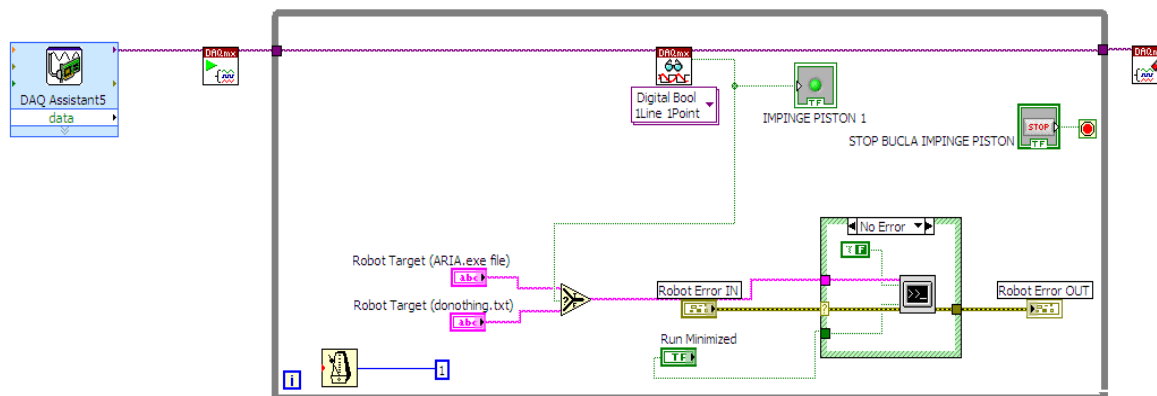 DAQ Assistant5
data
DAQmx
DAQmx
Digital Bool
1Line 1Point
TF
IMPINGE PISTON 1
STOP
TF
STOP BUCLA IMPINGE PISTON
DAQm
No Error
F
Robot Target (ARIA.exe file)
abc
Robot Target (donothing.txt)
abc
?
T
F
Robot Error IN
?
>>_
Robot Error OUT
Run Minimized
TF
i
1